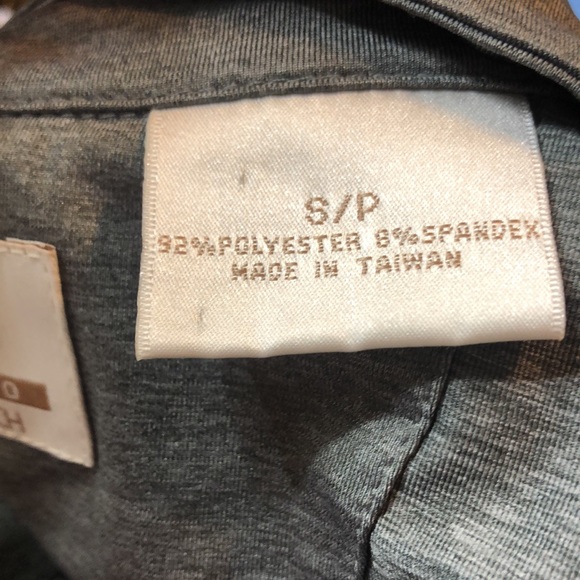 S/P
92%POLYESTER 8%SPANDEX
MADE IN TAIWAN